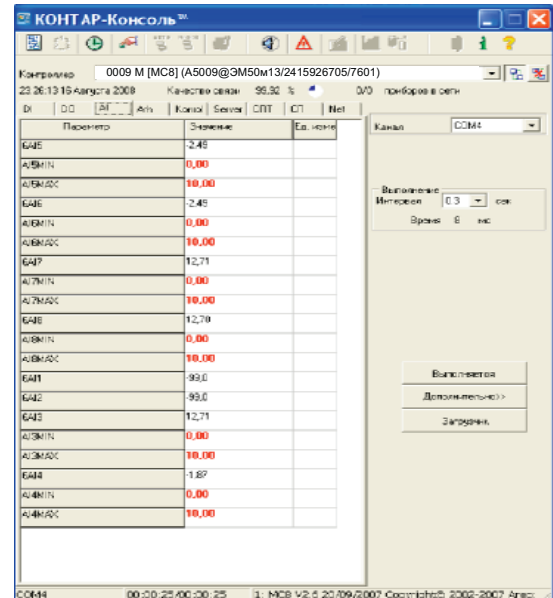 КОНТАР-Консоль™
Контроллер 0009 М [MC8] (A5009@ЭМ50м13/2415926705/7601)
23:26:13 16 Августа 2008 Качество связи 99,92 % 0/0 приборов в сети
DI DO AI Arh Kontol Server СПТ СП Net
Параметр Значение Ед. изме
6AI5 -2,49
AI5MIN 0,00
AI5MAX 10,00
6AI6 -2,49
AI6MIN 0,00
AI6MAX 10,00
6AI7 12,71
AI7MIN 0,00
AI7MAX 10,00
6AI8 12,70
AI8MIN 0,00
AI8MAX 10,00
6AI1 -99,0
6AI2 -99,0
6AI3 12,71
AI3MIN 0,00
AI3MAX 10,00
6AI4 -1,87
AI4MIN 0,00
AI4MAX 10,00
Канал COM4
Выполнение
Интервал 0.3 сек
Время 8 мс
Выполняется
Дополнительно>>
Загрузчик
COM4 00:00:25/00:00:25 1: MC8 V2.6 20/09/2007 Copyright© 2002-2007